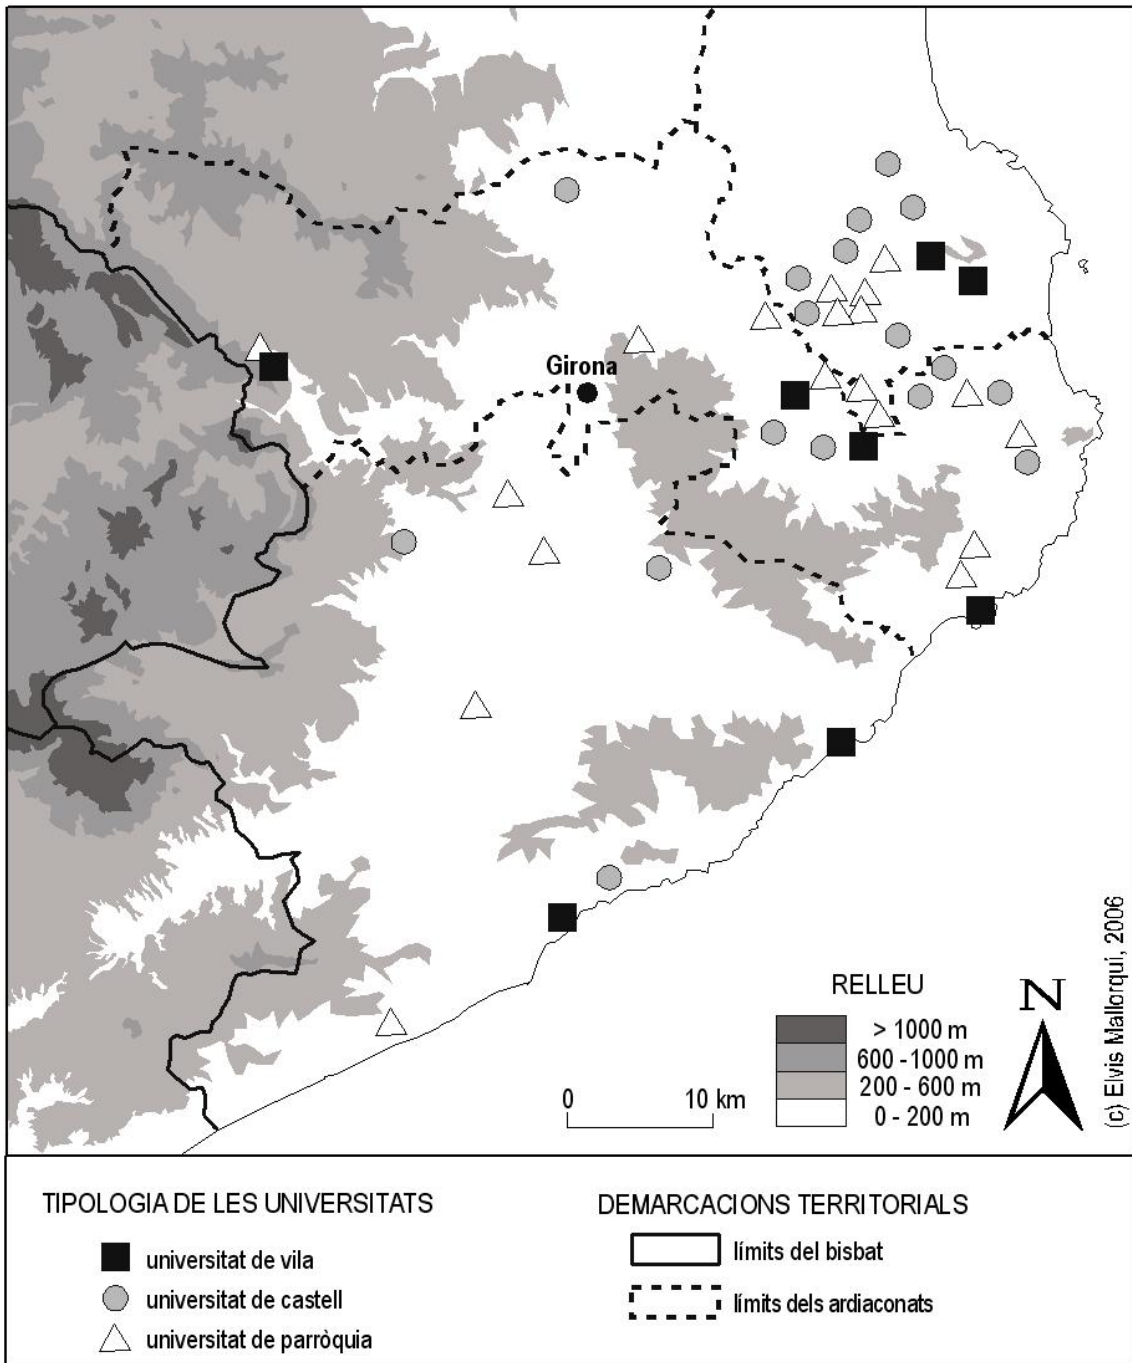 Girona
(c) Elvis Mallorquí, 2006
RELLEU
N
> 1000 m
600 -1000 m
200 - 600 m
0 - 200 m
0 10 km
TIPOLOGIA DE LES UNIVERSITATS
universitat de vila
universitat de castell
universitat de parròquia
DEMARCACIONS TERRITORIALS
límits del bisbat
límits dels ardiaconats